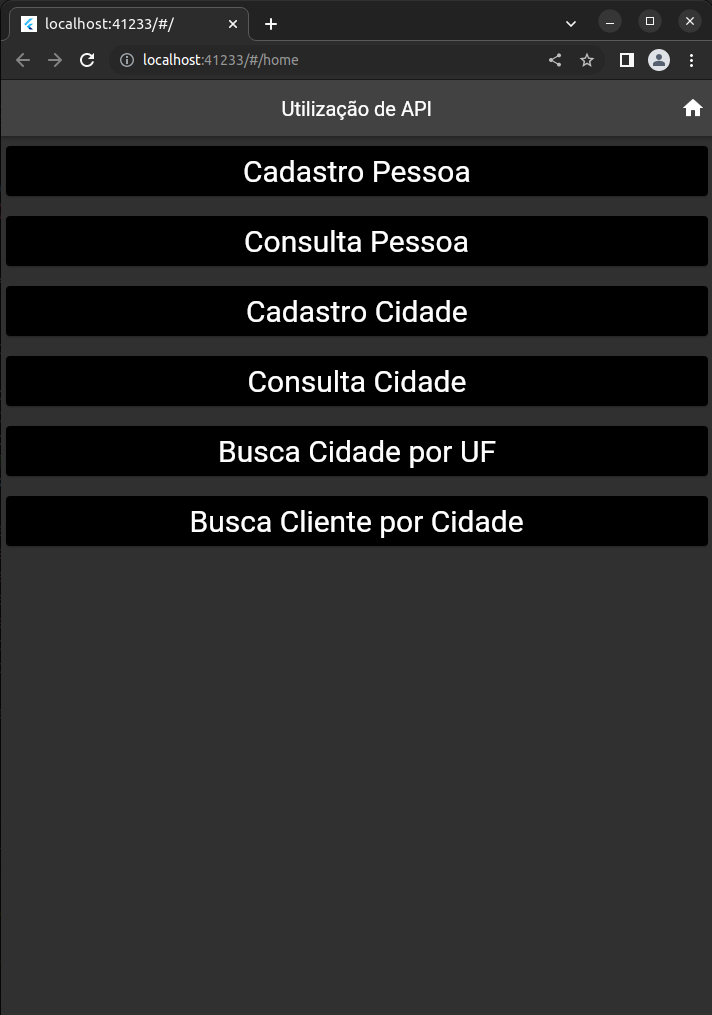 localhost:41233/#/
localhost:41233/#/home
Utilização de API
Cadastro Pessoa
Consulta Pessoa
Cadastro Cidade
Consulta Cidade
Busca Cidade por UF
Busca Cliente por Cidade